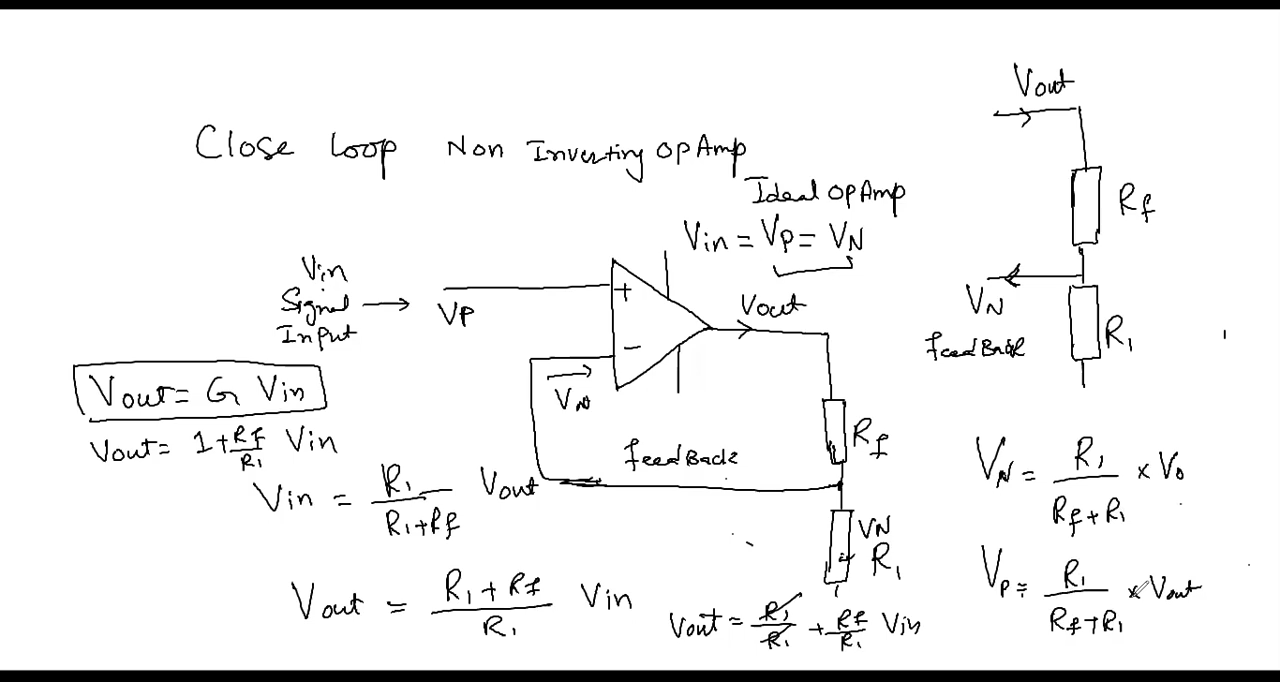 Close Loop Non Inverting OpAmp
Ideal OpAmp
Vin = VP = VN
Vin
Signal
Input
VP
+
-
VN
Vout
Rf
feedBack
VN
R1
Vout = G Vin
Vout = 1 + Rf/R1 Vin
Vin = R1/R1+Rf Vout
Vout = R1 + Rf/R1 Vin
Vout = R1/R1 + Rf/R1 Vin
Vout
Rf
VN
feedBack
R1
VN = R1/Rf+R1 × Vo
VP = R1/Rf+R1 × Vout